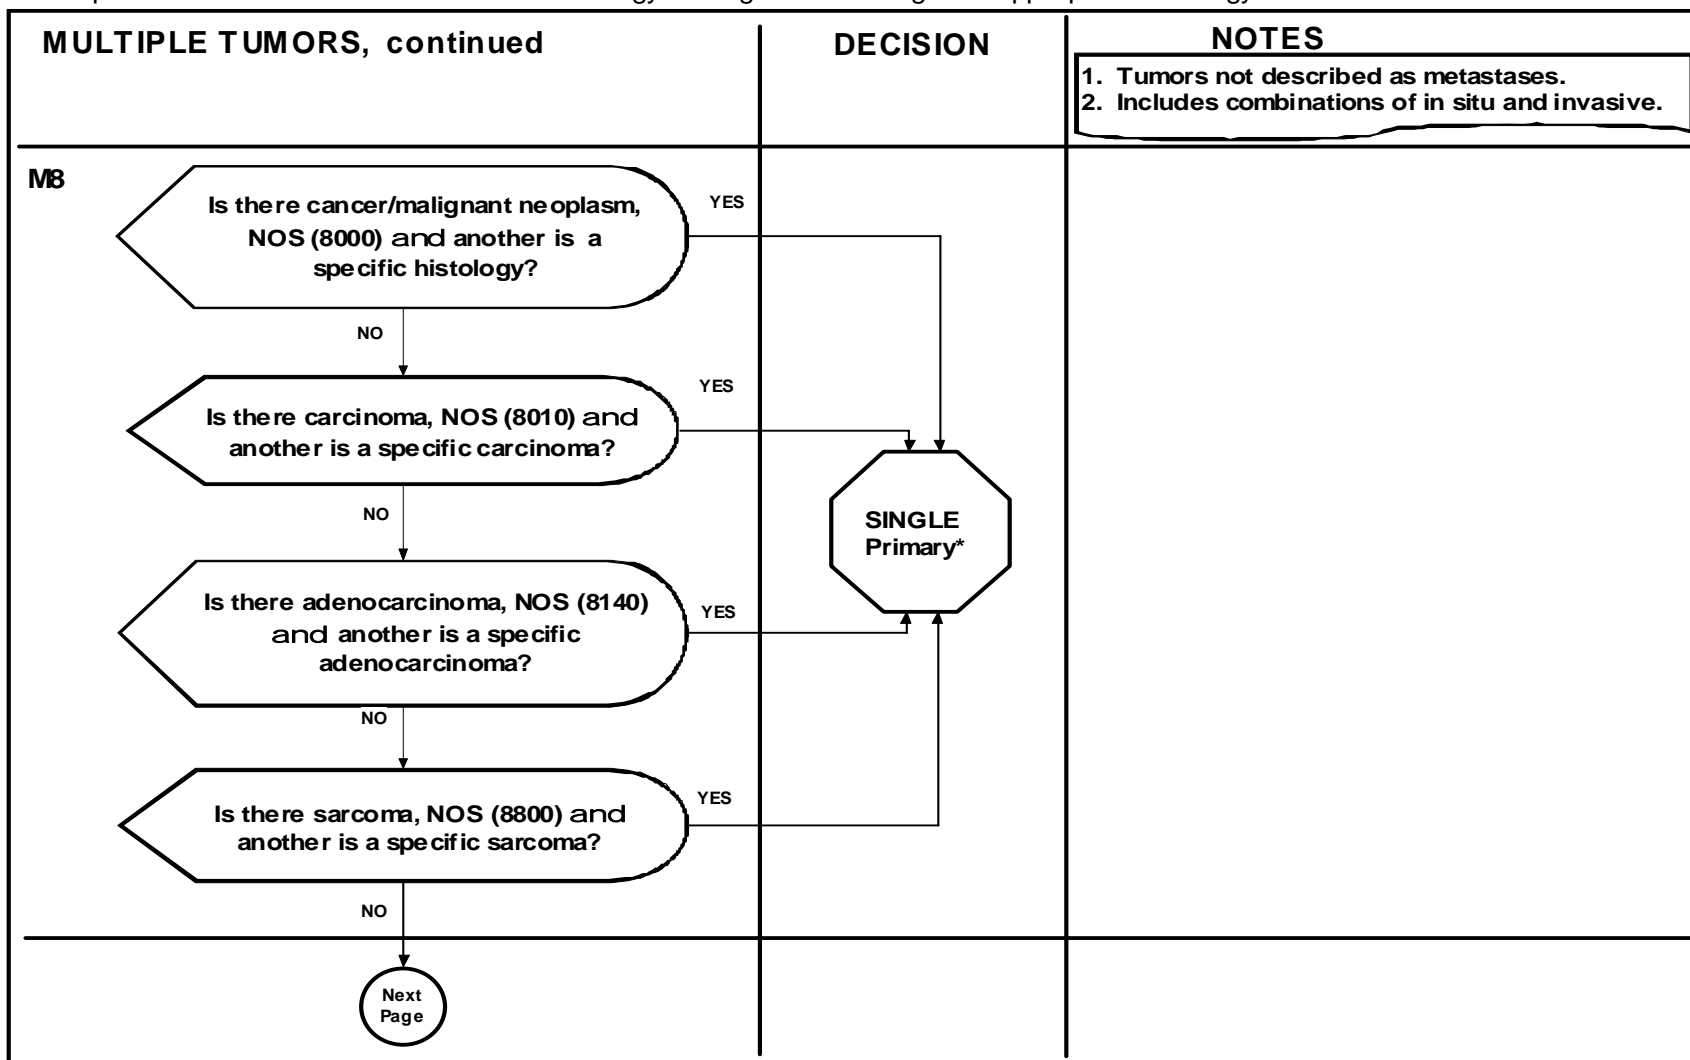 MULTIPLE TUMORS, continued
DECISION
NOTES
1. Tumors not described as metastases.
2. Includes combinations of in situ and invasive.
M8
Is there cancer/malignant neoplasm,
NOS (8000) and another is a
specific histology?
YES
NO
Is there carcinoma, NOS (8010) and
another is a specific carcinoma?
YES
NO
SINGLE
Primary*
Is there adenocarcinoma, NOS (8140)
and another is a specific
adenocarcinoma?
YES
NO
Is there sarcoma, NOS (8800) and
another is a specific sarcoma?
YES
NO
Next
Page